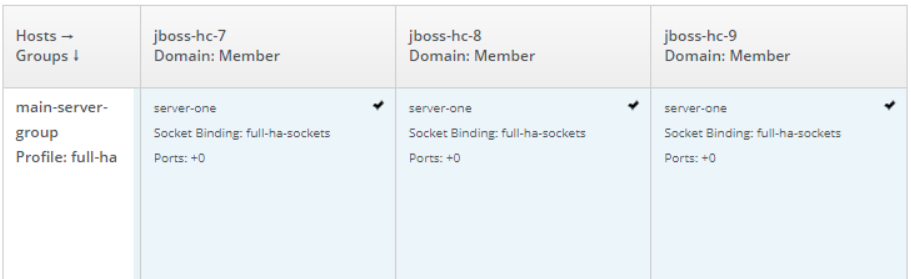 Hosts →
Groups ↓
jboss-hc-7
Domain: Member
jboss-hc-8
Domain: Member
jboss-hc-9
Domain: Member
main-server-
group
Profile: full-ha
server-one
Socket Binding: full-ha-sockets
Ports: +0
server-one
Socket Binding: full-ha-sockets
Ports: +0
server-one
Socket Binding: full-ha-sockets
Ports: +0